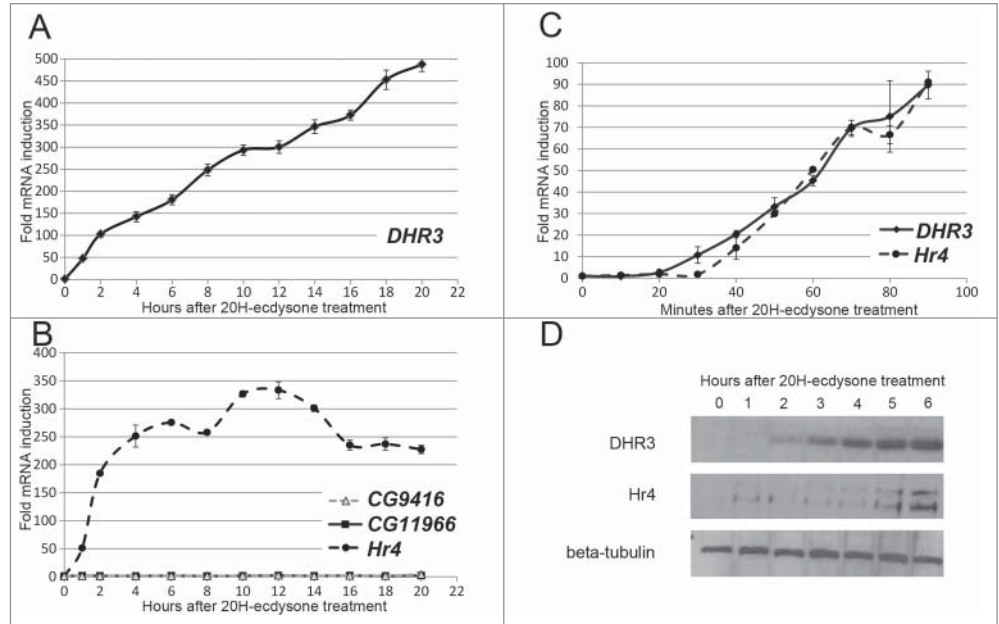 A
Fold mRNA induction
500
450
400
350
300
250
200
150
100
50
0
DHR3
0 2 4 6 8 10 12 14 16 18 20 22
Hours after 20H-ecdysone treatment
B
Fold mRNA induction
400
350
300
250
200
150
100
50
0
CG9416
CG11966
Hr4
0 2 4 6 8 10 12 14 16 18 20 22
Hours after 20H-ecdysone treatment
C
Fold mRNA induction
100
90
80
70
60
50
40
30
20
10
0
DHR3
Hr4
0 20 40 60 80 100
Minutes after 20H-ecdysone treatment
D
Hours after 20H-ecdysone treatment
0 1 2 3 4 5 6
DHR3
Hr4
beta-tubulin